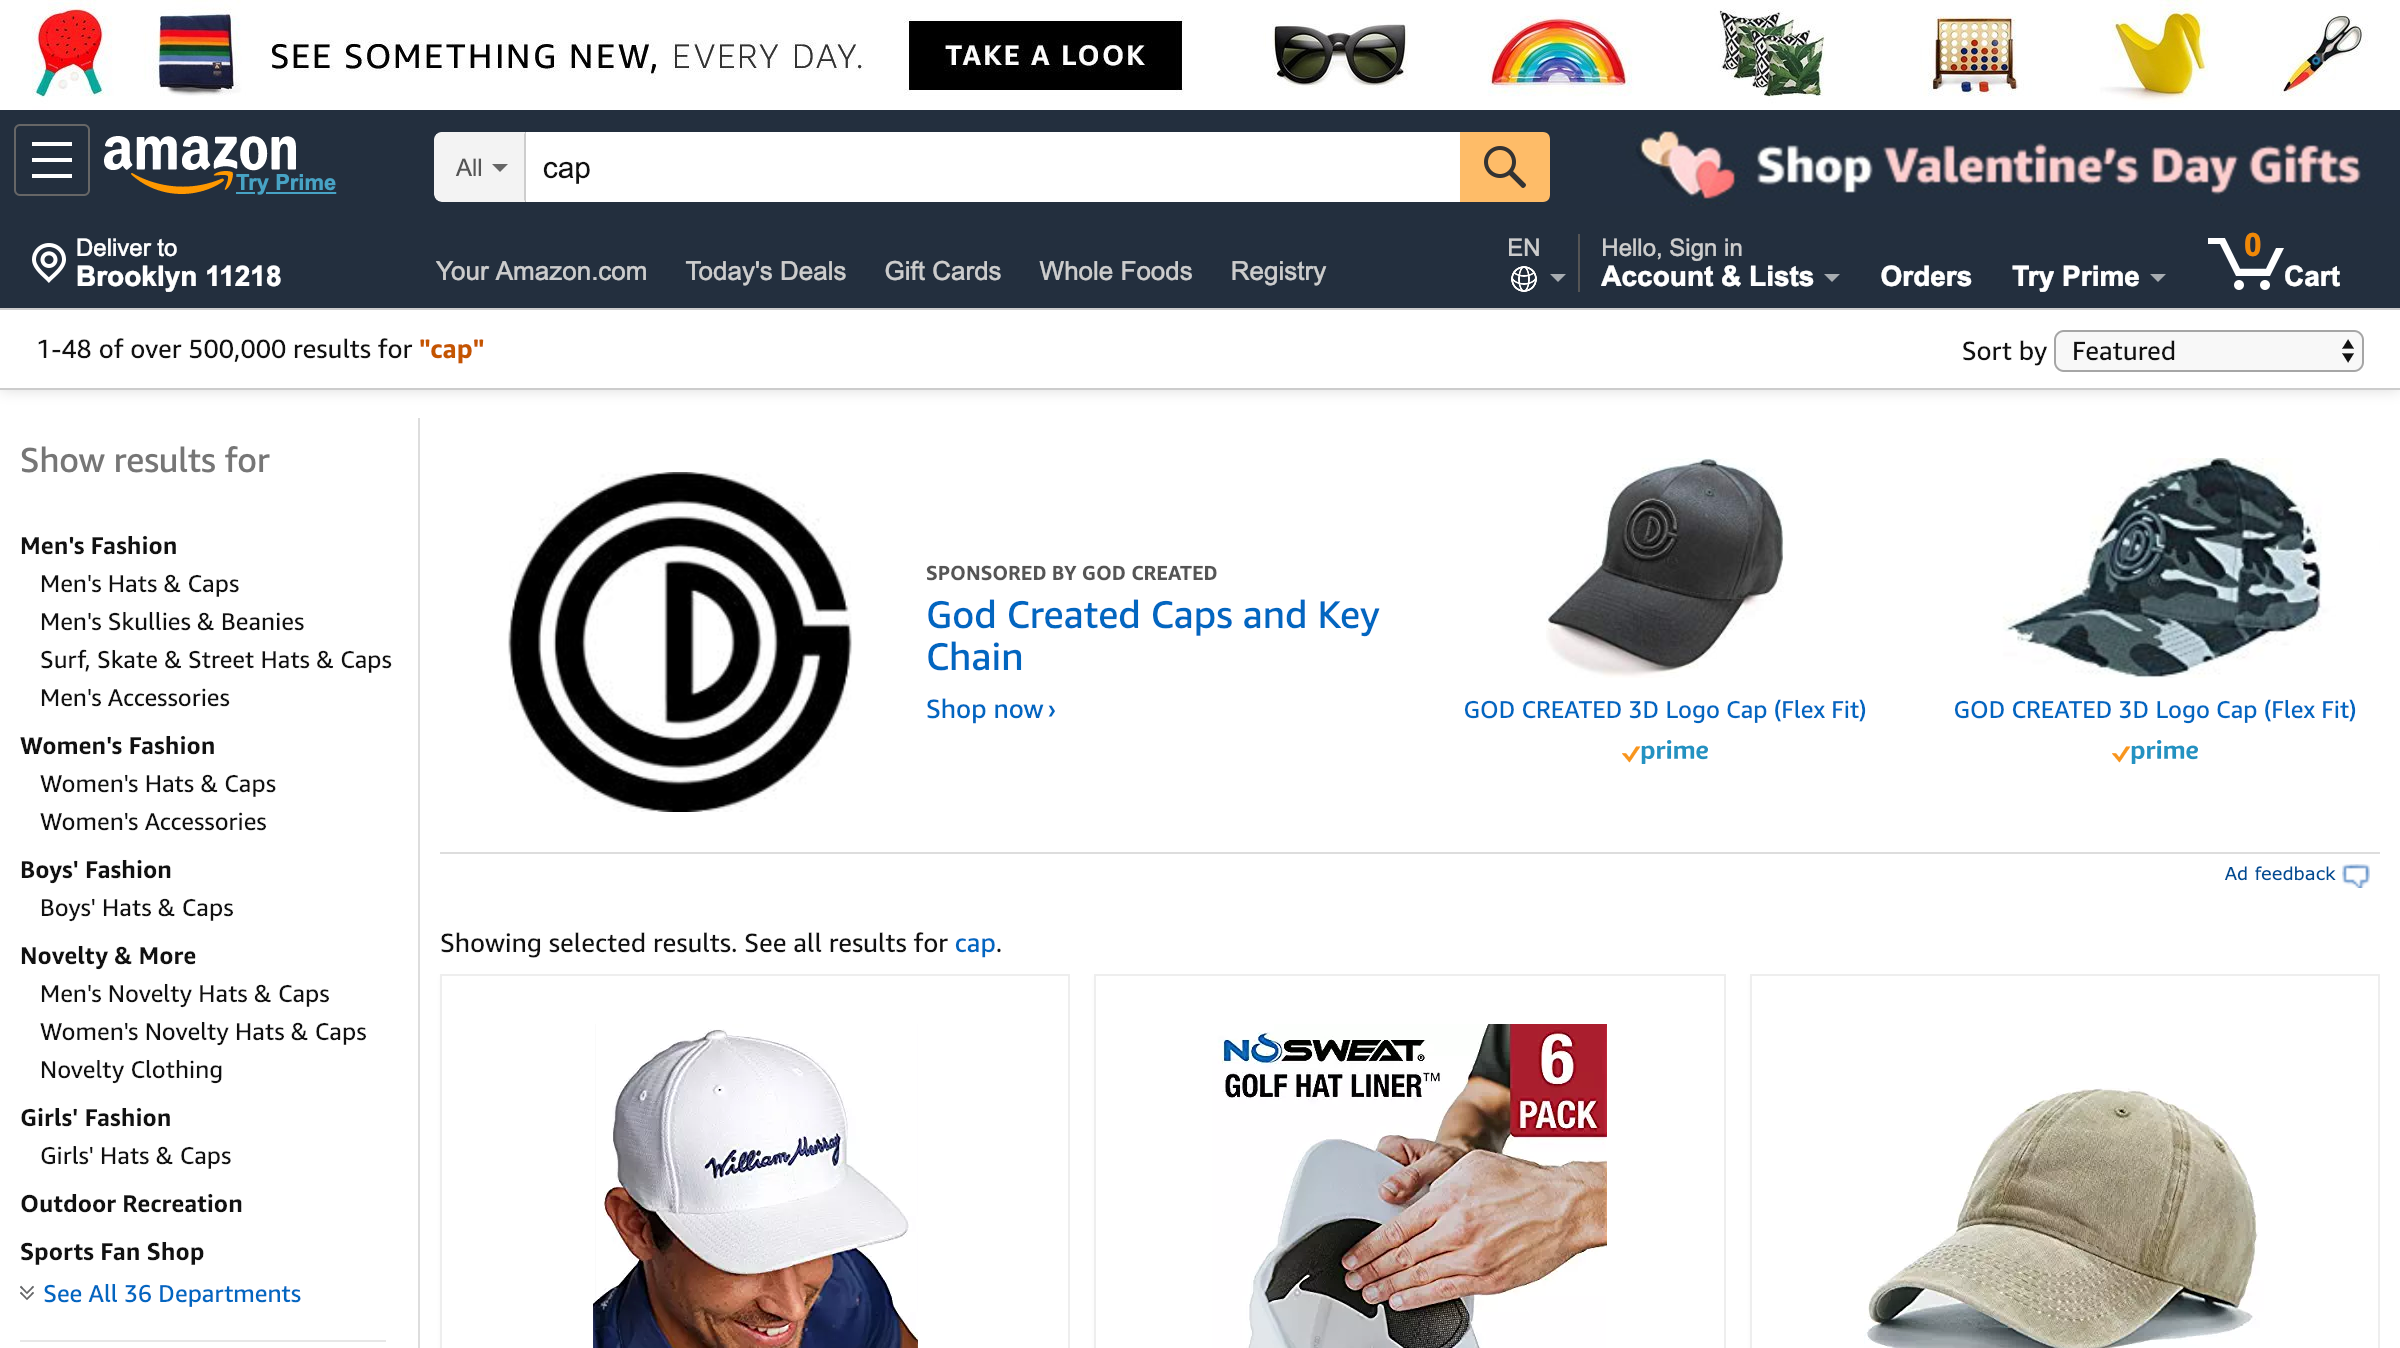 SEE SOMETHING NEW, EVERY DAY.
TAKE A LOOK
amazon
Try Prime
All
cap
Shop Valentine's Day Gifts
Deliver to
Brooklyn 11218
Your Amazon.com
Today's Deals
Gift Cards
Whole Foods
Registry
EN
Hello, Sign in
Account & Lists
Orders
Try Prime
0
Cart
1-48 of over 500,000 results for "cap"
Sort by
Featured
Show results for
Men's Fashion
Men's Hats & Caps
Men's Skullies & Beanies
Surf, Skate & Street Hats & Caps
Men's Accessories
Women's Fashion
Women's Hats & Caps
Women's Accessories
Boys' Fashion
Boys' Hats & Caps
Novelty & More
Men's Novelty Hats & Caps
Women's Novelty Hats & Caps
Novelty Clothing
Girls' Fashion
Girls' Hats & Caps
Outdoor Recreation
Sports Fan Shop
See All 36 Departments
SPONSORED BY GOD CREATED
God Created Caps and Key
Chain
Shop now ›
GOD CREATED 3D Logo Cap (Flex Fit)
prime
GOD CREATED 3D Logo Cap (Flex Fit)
prime
Ad feedback
Showing selected results. See all results for cap.
William Murray
NOSWEAT.®
GOLF HAT LINER™
6
PACK